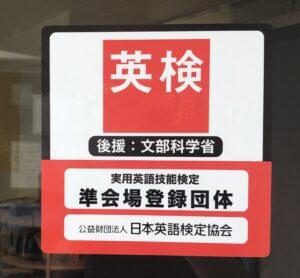 英検
後援：文部科学省
実用英語技能検定
準会場登録団体
公益財団法人 日本英語検定協会